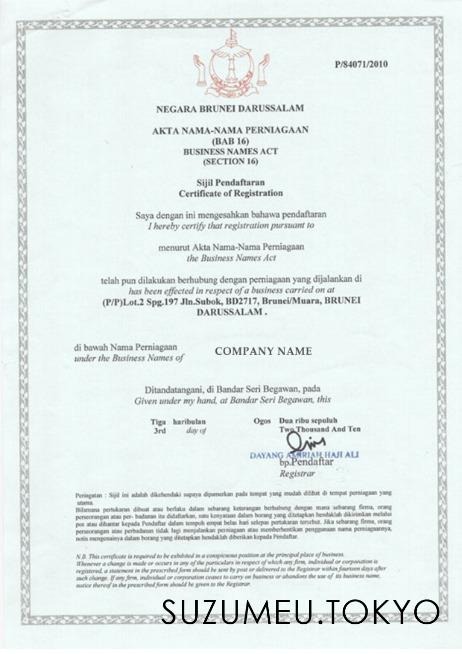 P/84071/2010
NEGARA BRUNEI DARUSSALAM
AKTA NAMA-NAMA PERNIAGAAN
(BAB 16)
BUSINESS NAMES ACT
(SECTION 16)
Sijil Pendaftaran
Certificate of Registration
Saya dengan ini mengesahkan bahawa pendaftaran
I hereby certify that registration pursuant to
menurut Akta Nama-Nama Perniagaan
the Business Names Act
telah pun dilakukan berhubung dengan perniagaan yang dijalankan di
has been effected in respect of a business carried on at
(P/P)Lot.2 Spg.197 Jln.Subok, BD2717, Brunei/Muara, BRUNEI
DARUSSALAM .
di bawah Nama Perniagaan
under the Business Names of
COMPANY NAME
Ditandatangani, di Bandar Seri Begawan, pada
Given under my hand, at Bandar Seri Begawan, this
Tiga haribulan Ogos Dua ribu sepuluh
3rd day of Two Thousand And Ten
DAYANG AMIRIAH HAJI ALI
bp.Pendaftar
Registrar
Peringatan : Sijil ini adalah dikehendaki supaya dipamerkan pada tempat yang mudah dilihat di tempat perniagaan yang
utama.
Bilamana pertukaran dibuat atau berlaku dalam sebarang keterangan berhubung dengan mana sebarang firma, orang
perseorangan atau per- badanan itu didaftarkan, satu kenyataan dalam borang yang ditetapkan hendaklah dikirimkan melalui
pos atau dihantar kepada Pendaftar dalam tempoh empat belas hari selepas pertukaran tersebut. Jika sebarang firma, orang
perseorangan atau perbadanan tidak lagi menjalankan perniagaan atau memberhentikan penggunaan nama perniagaannya,
notis mengenainya dalam borang yang ditetapkan hendaklah diberikan kepada Pendaftar.
N.B. This certificate is required to be exhibited in a conspicuous position at the principal place of business.
Whenever a change is made or occurs in any of the particulars in respect of which any firm, individual or corporation is
registered, a statement in the prescribed form should be sent by post or delivered to the Registrar within fourteen days after
such change. If any firm, individual or corporation ceases to carry on business or abandons the use of its business name,
notice thereof in the prescribed form should be given to the Registrar.
SUZUMEU.TOKYO